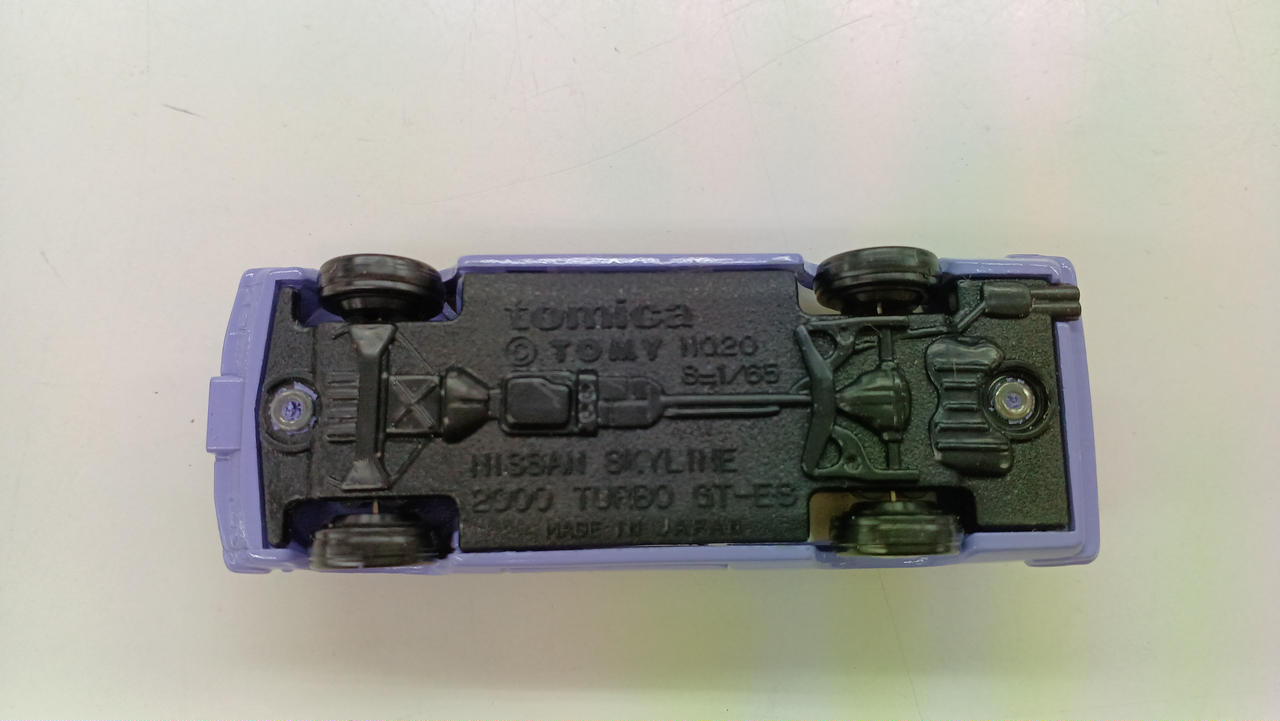 tomica
© TOMY NO.20
S=1/65
NISSAN SKYLINE
2000 TURBO GT-ES
MADE IN JAPAN